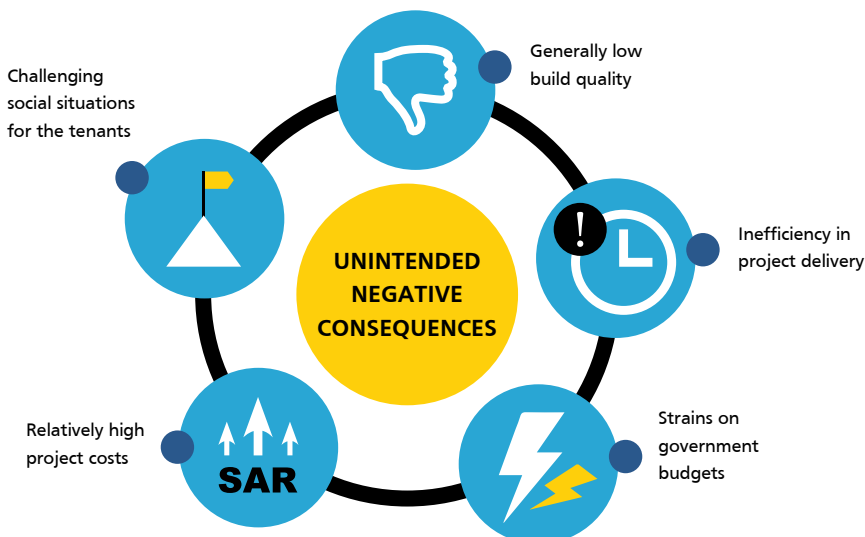 Generally low
build quality
Challenging
social situations
for the tenants
!
Inefficiency in
project delivery
UNINTENDED
NEGATIVE
CONSEQUENCES
Strains on
government
budgets
Relatively high
project costs
SAR